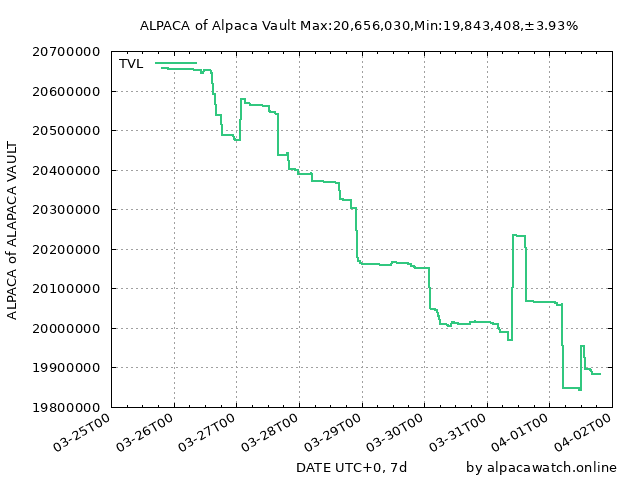 ALPACA of Alpaca Vault Max:20,656,030,Min:19,843,408,±3.93%
TVL
20700000
20600000
20500000
20400000
20300000
20200000
20100000
20000000
19900000
19800000
ALPACA of ALAPACA VAULT
03-25T00
03-26T00
03-27T00
03-28T00
03-29T00
03-30T00
03-31T00
04-01T00
04-02T00
DATE UTC+0, 7d
by alpacawatch.online